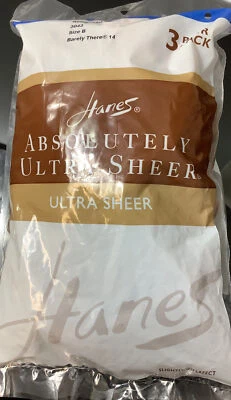 Size B
Barely There® 14
3 PACK
Hanes®
ABSOLUTELY
ULTRA SHEER®
ULTRA SHEER
Hanes